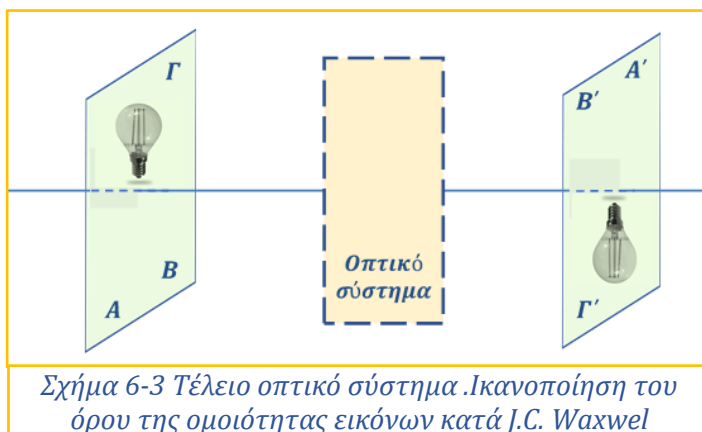 Γ
Α′
Β′
Β
Α
Οπτικό
σύστημα
Γ′
Σχήμα 6-3 Τέλειο οπτικό σύστημα .Ικανοποίηση του
όρου της ομοιότητας εικόνων κατά J.C. Waxwel